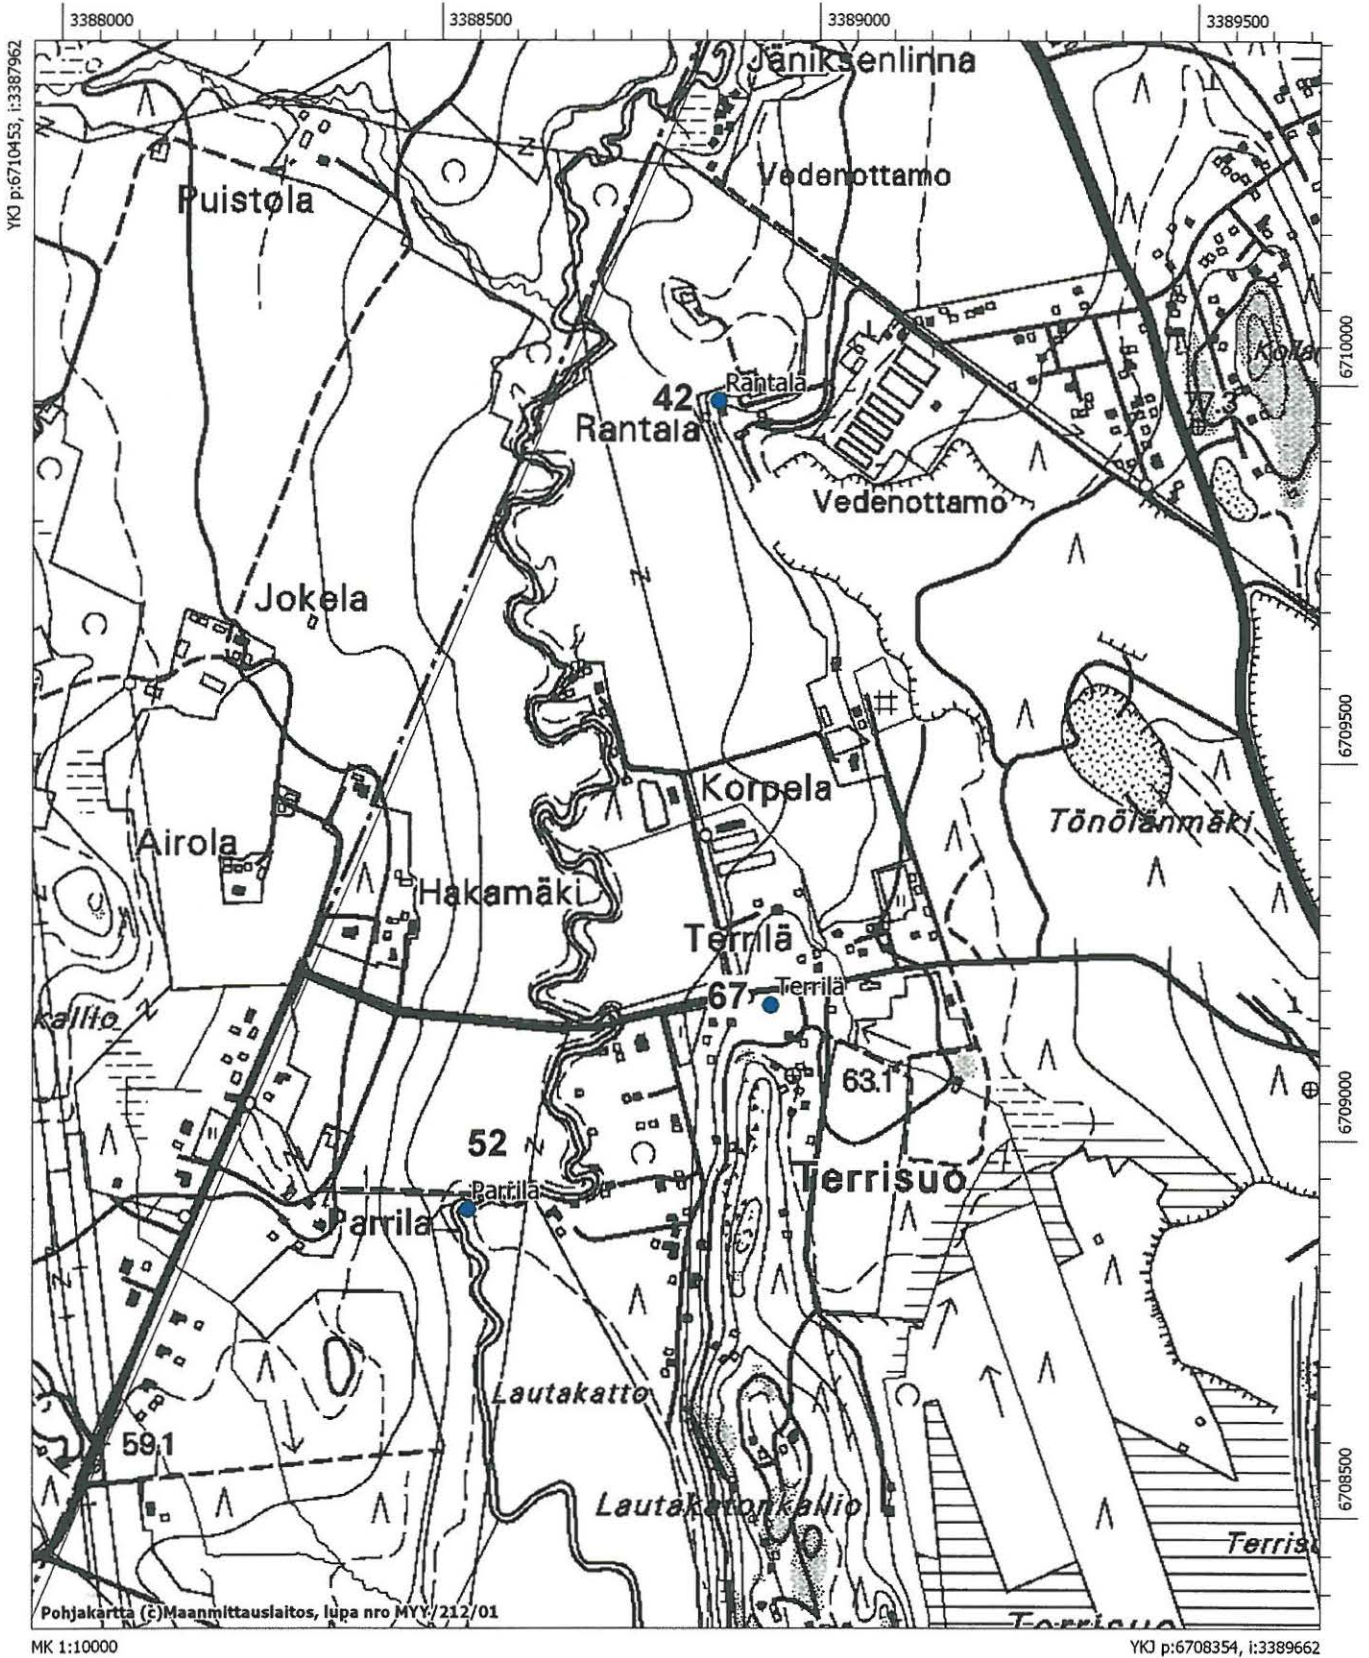 3388000
3388500
3389000
3389500
YKJ p:6710453, i:3387962
Jäniksenlinna
Vedenottamo
Puistola
6710000
77.3
Rantala
42
Rantala
Vedenottamo
Jokela
6709500
Korpela
Tönölänmäki
Airola
Hakamäki
Terrilä
67
Terrilä
kallio
63.1
6709000
52
Terrisuo
Parrila
Parrila
Lautakatto
59.1
Lautakatonkallio
6708500
Terrisuo
Pohjakartta (c)Maanmittauslaitos, lupa nro MYY/212/01
MK 1:10000
YKJ p:6708354, i:3389662